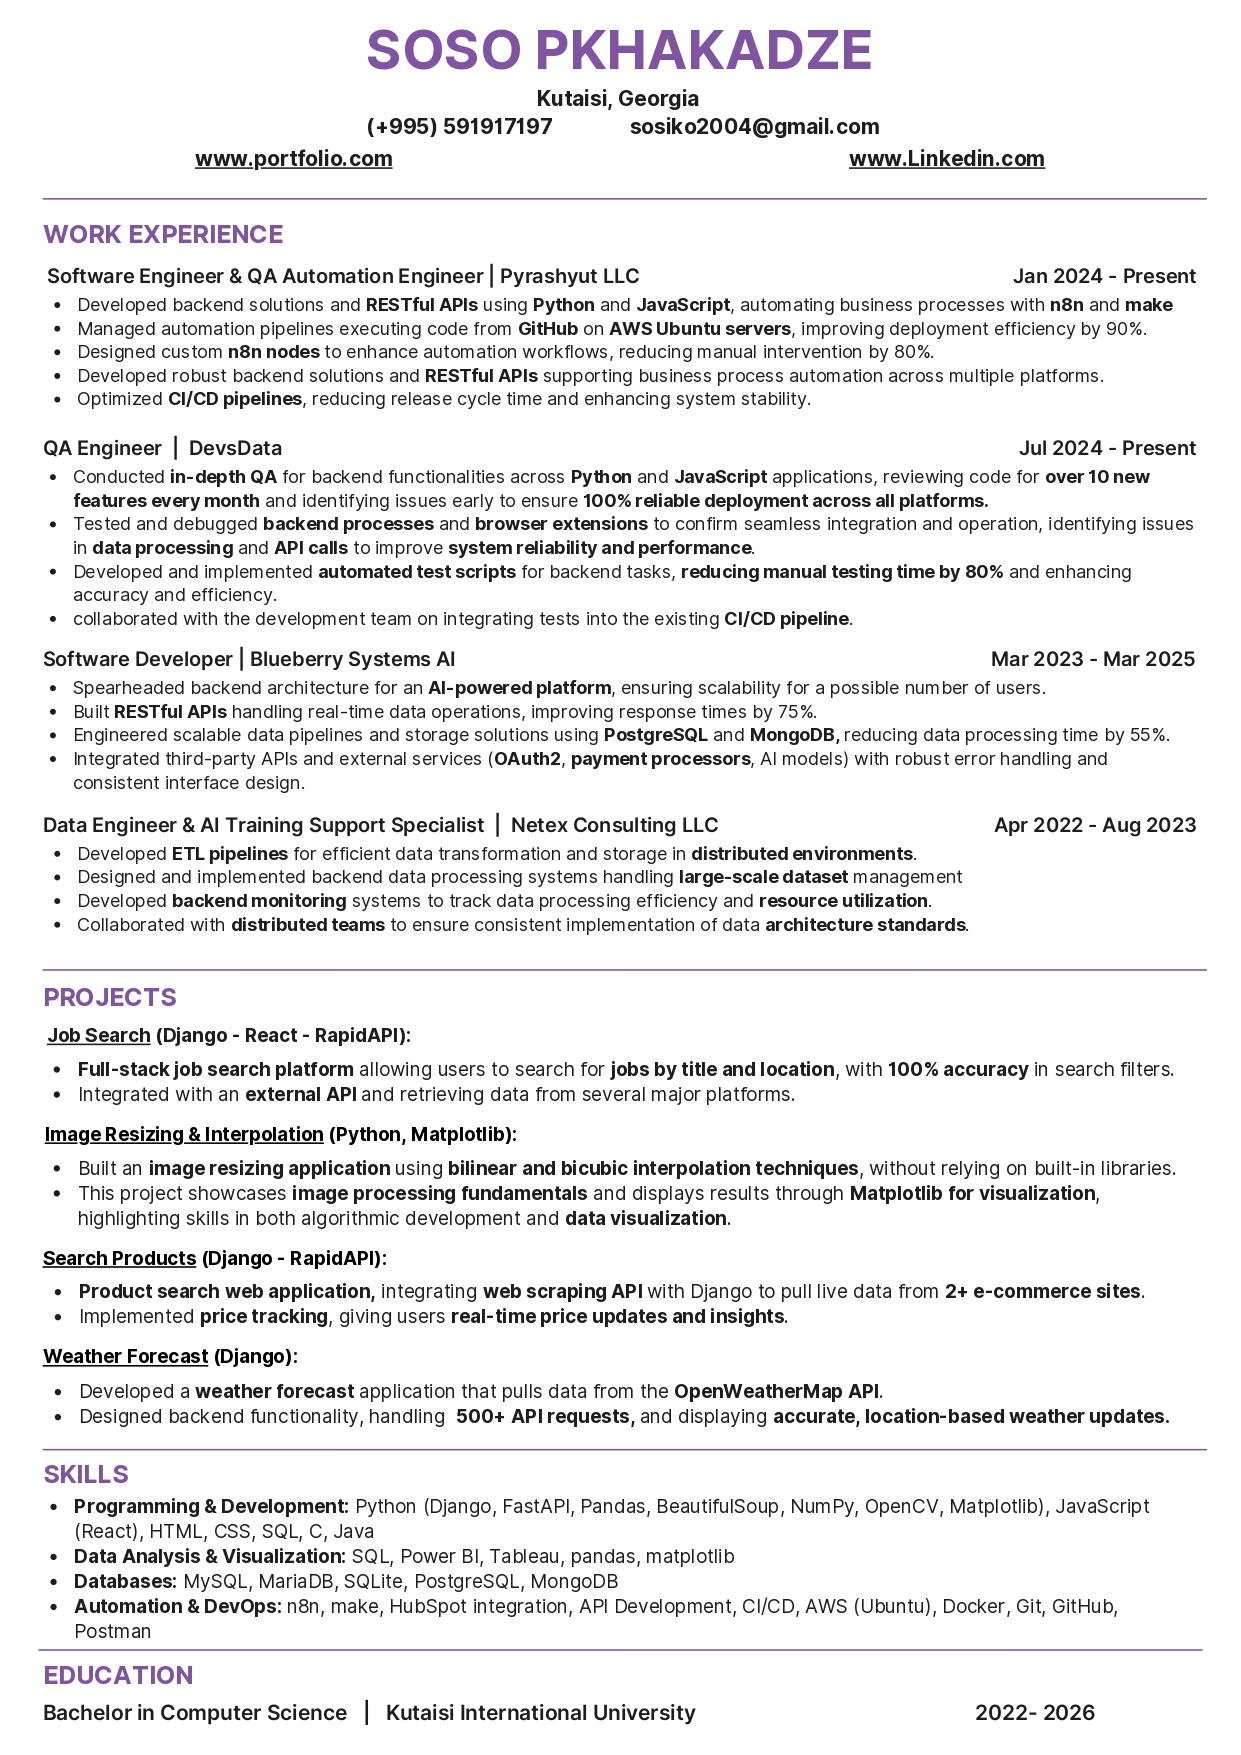 SOSO PKHAKADZE
Kutaisi, Georgia
(+995) 591917197 sosiko2004@gmail.com
www.portfolio.com www.Linkedin.com
WORK EXPERIENCE
Software Engineer & QA Automation Engineer | Pyrashyut LLC Jan 2024 - Present
• Developed backend solutions and RESTful APIs using Python and JavaScript, automating business processes with n8n and make
• Managed automation pipelines executing code from GitHub on AWS Ubuntu servers, improving deployment efficiency by 90%.
• Designed custom n8n nodes to enhance automation workflows, reducing manual intervention by 80%.
• Developed robust backend solutions and RESTful APIs supporting business process automation across multiple platforms.
• Optimized CI/CD pipelines, reducing release cycle time and enhancing system stability.
QA Engineer | DevsData Jul 2024 - Present
• Conducted in-depth QA for backend functionalities across Python and JavaScript applications, reviewing code for over 10 new
features every month and identifying issues early to ensure 100% reliable deployment across all platforms.
• Tested and debugged backend processes and browser extensions to confirm seamless integration and operation, identifying issues
in data processing and API calls to improve system reliability and performance.
• Developed and implemented automated test scripts for backend tasks, reducing manual testing time by 80% and enhancing
accuracy and efficiency.
• collaborated with the development team on integrating tests into the existing CI/CD pipeline.
Software Developer | Blueberry Systems AI Mar 2023 - Mar 2025
• Spearheaded backend architecture for an AI-powered platform, ensuring scalability for a possible number of users.
• Built RESTful APIs handling real-time data operations, improving response times by 75%.
• Engineered scalable data pipelines and storage solutions using PostgreSQL and MongoDB, reducing data processing time by 55%.
• Integrated third-party APIs and external services (OAuth2, payment processors, AI models) with robust error handling and
consistent interface design.
Data Engineer & AI Training Support Specialist | Netex Consulting LLC Apr 2022 - Aug 2023
• Developed ETL pipelines for efficient data transformation and storage in distributed environments.
• Designed and implemented backend data processing systems handling large-scale dataset management
• Developed backend monitoring systems to track data processing efficiency and resource utilization.
• Collaborated with distributed teams to ensure consistent implementation of data architecture standards.
PROJECTS
Job Search (Django - React - RapidAPI):
• Full-stack job search platform allowing users to search for jobs by title and location, with 100% accuracy in search filters.
• Integrated with an external API and retrieving data from several major platforms.
Image Resizing & Interpolation (Python, Matplotlib):
• Built an image resizing application using bilinear and bicubic interpolation techniques, without relying on built-in libraries.
• This project showcases image processing fundamentals and displays results through Matplotlib for visualization,
highlighting skills in both algorithmic development and data visualization.
Search Products (Django - RapidAPI):
• Product search web application, integrating web scraping API with Django to pull live data from 2+ e-commerce sites.
• Implemented price tracking, giving users real-time price updates and insights.
Weather Forecast (Django):
• Developed a weather forecast application that pulls data from the OpenWeatherMap API.
• Designed backend functionality, handling 500+ API requests, and displaying accurate, location-based weather updates.
SKILLS
• Programming & Development: Python (Django, FastAPI, Pandas, BeautifulSoup, NumPy, OpenCV, Matplotlib), JavaScript
(React), HTML, CSS, SQL, C, Java
• Data Analysis & Visualization: SQL, Power BI, Tableau, pandas, matplotlib
• Databases: MySQL, MariaDB, SQLite, PostgreSQL, MongoDB
• Automation & DevOps: n8n, make, HubSpot integration, API Development, CI/CD, AWS (Ubuntu), Docker, Git, GitHub,
Postman
EDUCATION
Bachelor in Computer Science | Kutaisi International University 2022- 2026